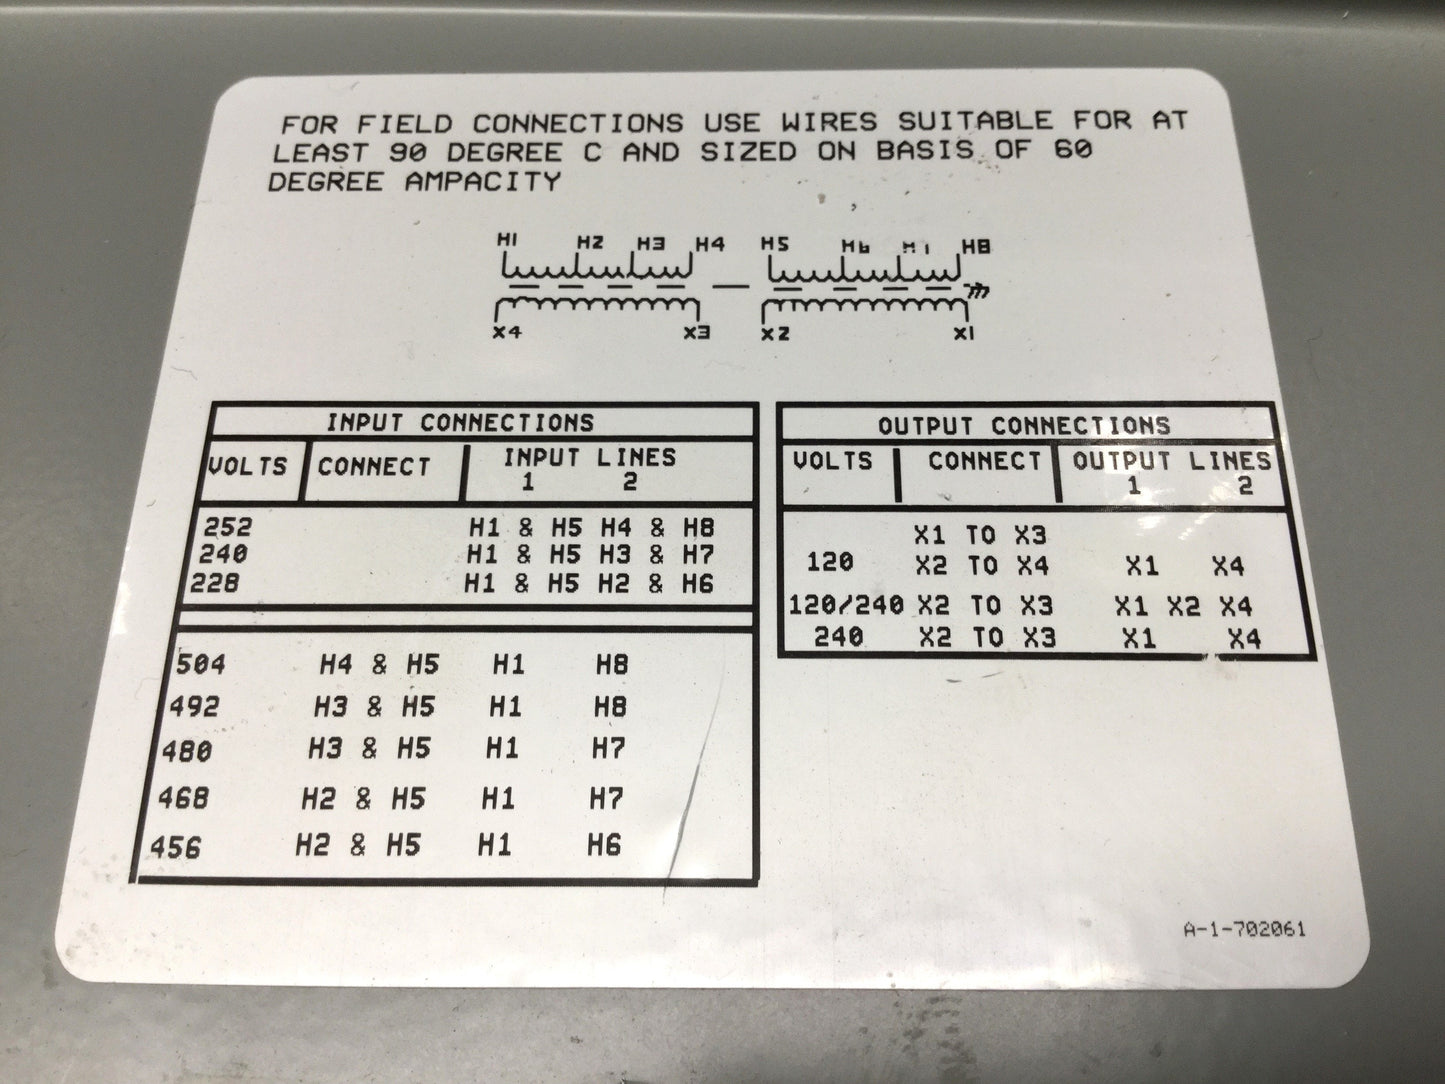 FOR FIELD CONNECTIONS USE WIRES SUITABLE FOR AT
LEAST 90 DEGREE C AND SIZED ON BASIS OF 60
DEGREE AMPACITY
H1 H2 H3 H4 H5 H6 H8
X4 X3 X2 X1
INPUT CONNECTIONS
VOLTS CONNECT INPUT LINES
1 2
252 H1 & H5 H4 & H8
240 H1 & H5 H3 & H7
228 H1 & H5 H2 & H6
504 H4 & H5 H1 H8
492 H3 & H5 H1 H8
480 H3 & H5 H1 H7
468 H2 & H5 H1 H7
456 H2 & H5 H1 H6
OUTPUT CONNECTIONS
VOLTS CONNECT OUTPUT LINES
1 2
X1 TO X3
120 X2 TO X4 X1 X4
120/240 X2 TO X3 X1 X2 X4
240 X2 TO X3 X1 X4
A-1-702061